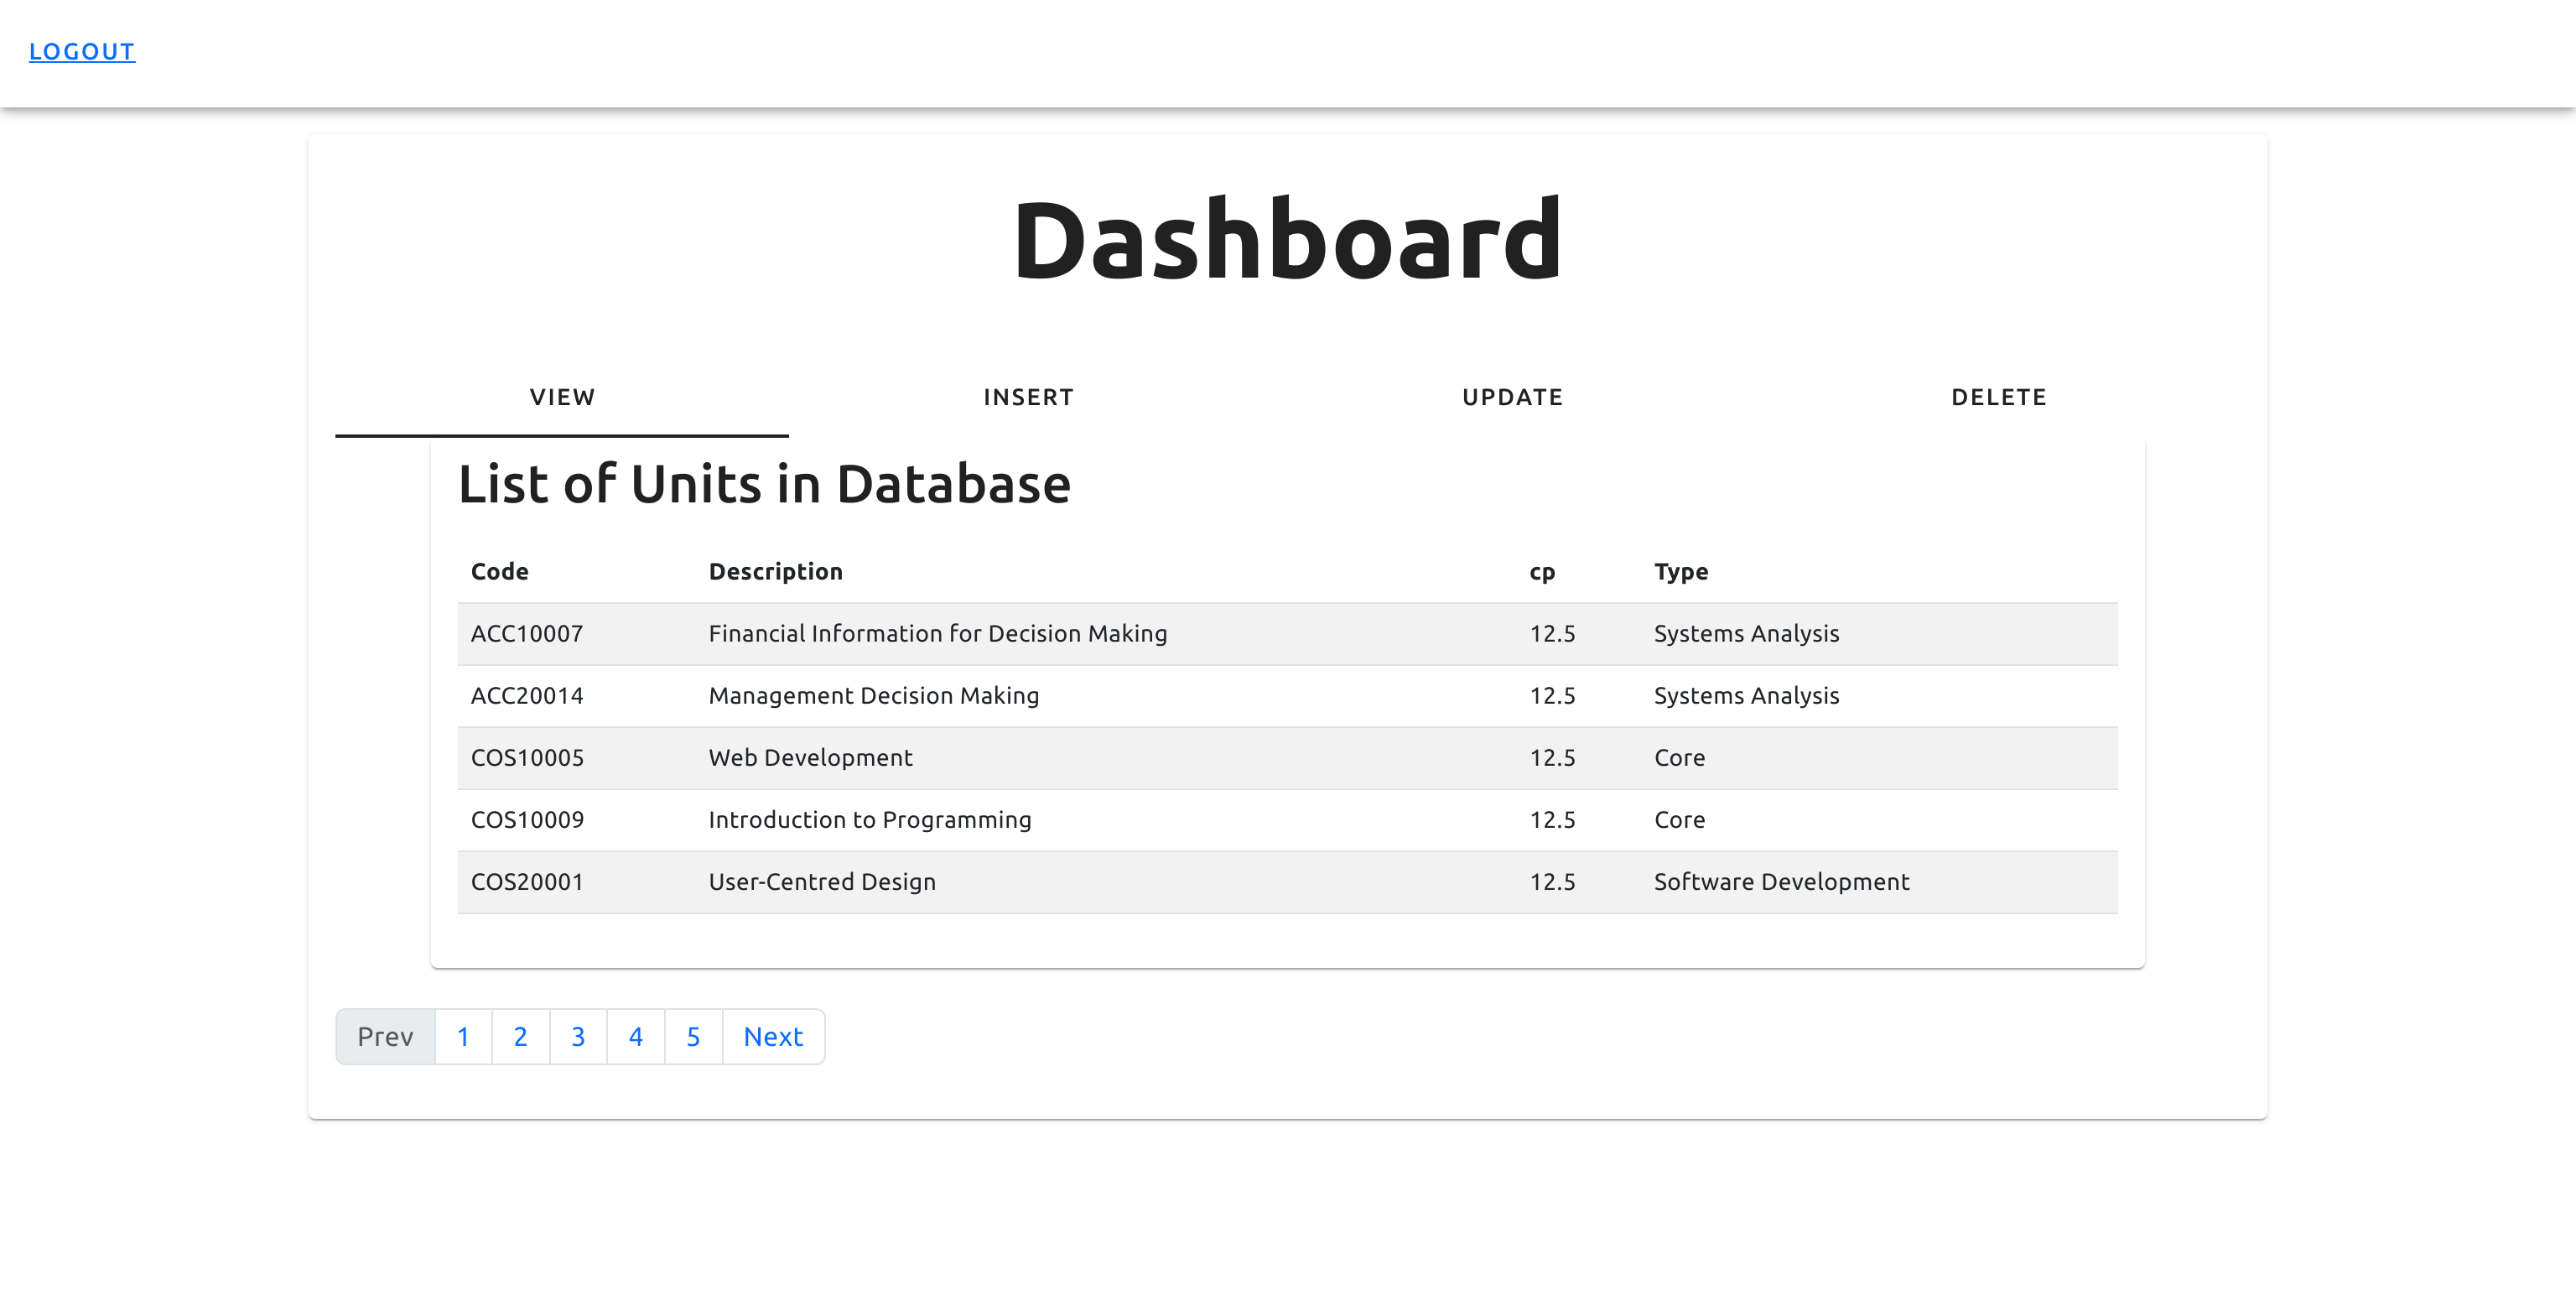 LOGOUT
Dashboard
VIEW INSERT UPDATE DELETE
List of Units in Database
Code Description cp Type
ACC10007 Financial Information for Decision Making 12.5 Systems Analysis
ACC20014 Management Decision Making 12.5 Systems Analysis
COS10005 Web Development 12.5 Core
COS10009 Introduction to Programming 12.5 Core
COS20001 User-Centred Design 12.5 Software Development
Prev 1 2 3 4 5 Next